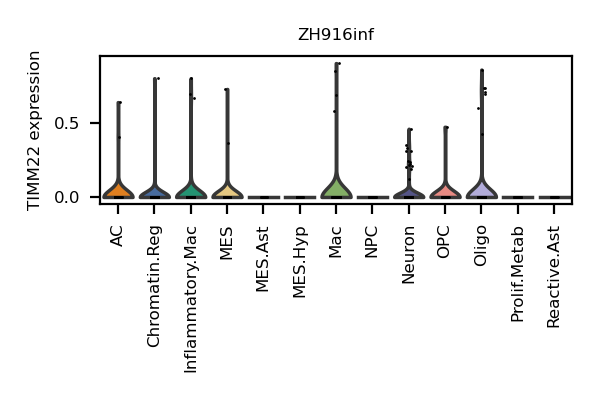 ZH916inf
TIMM22 expression
0.5
0.0
AC
Chromatin.Reg
Inflammatory.Mac
MES
MES.Ast
MES.Hyp
Mac
NPC
Neuron
OPC
Oligo
Prolif.Metab
Reactive.Ast